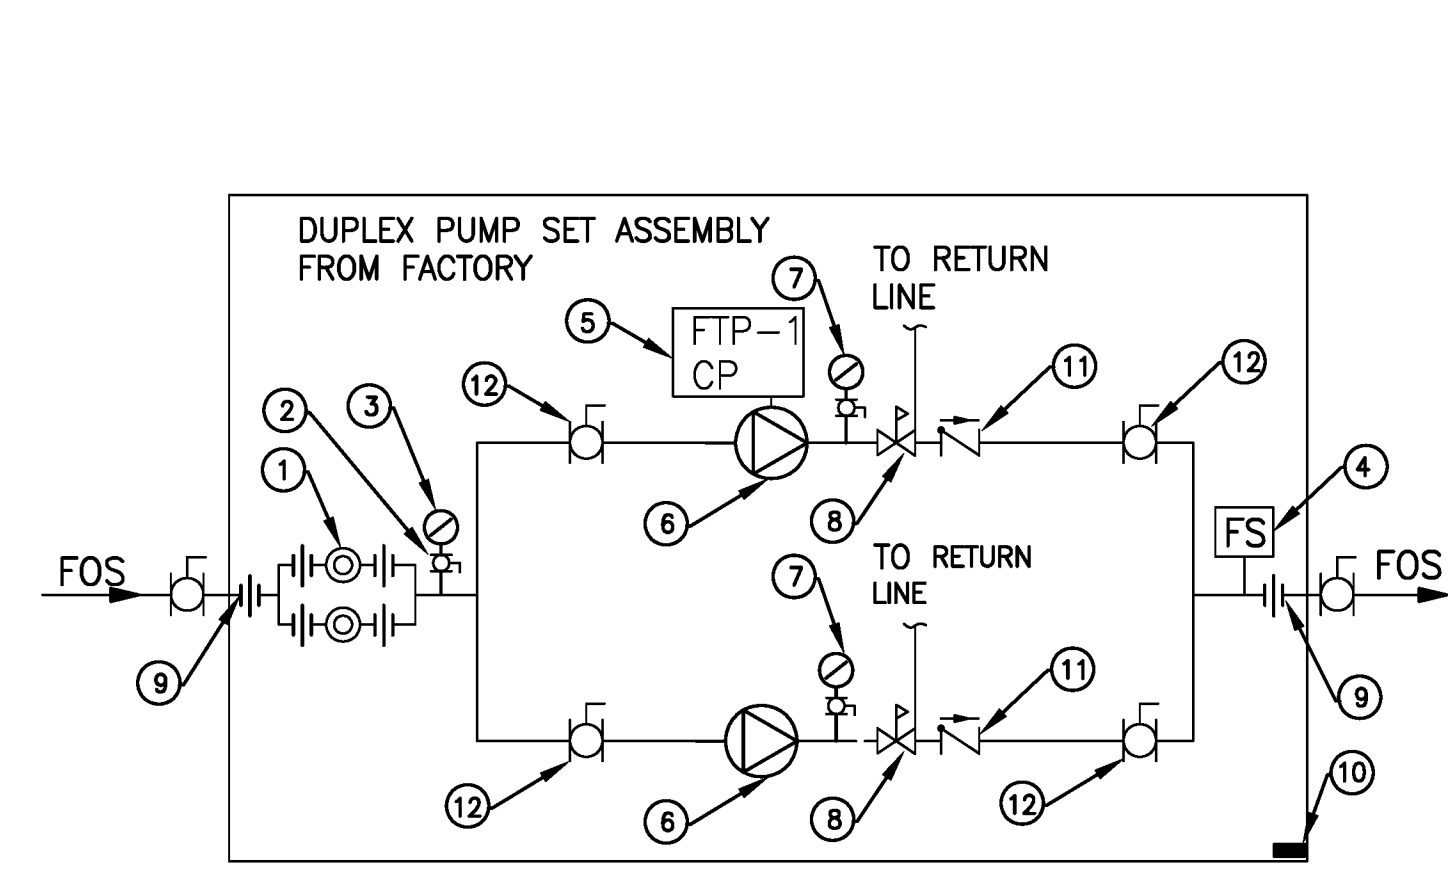 DUPLEX PUMP SET ASSEMBLY
FROM FACTORY
7
TO RETURN
LINE
5
FTP-1
CP
12
11
12
2
3
1
6
8
4
FS
FOS
FOS
7
TO RETURN
LINE
9
11
9
12
6
8
12
10